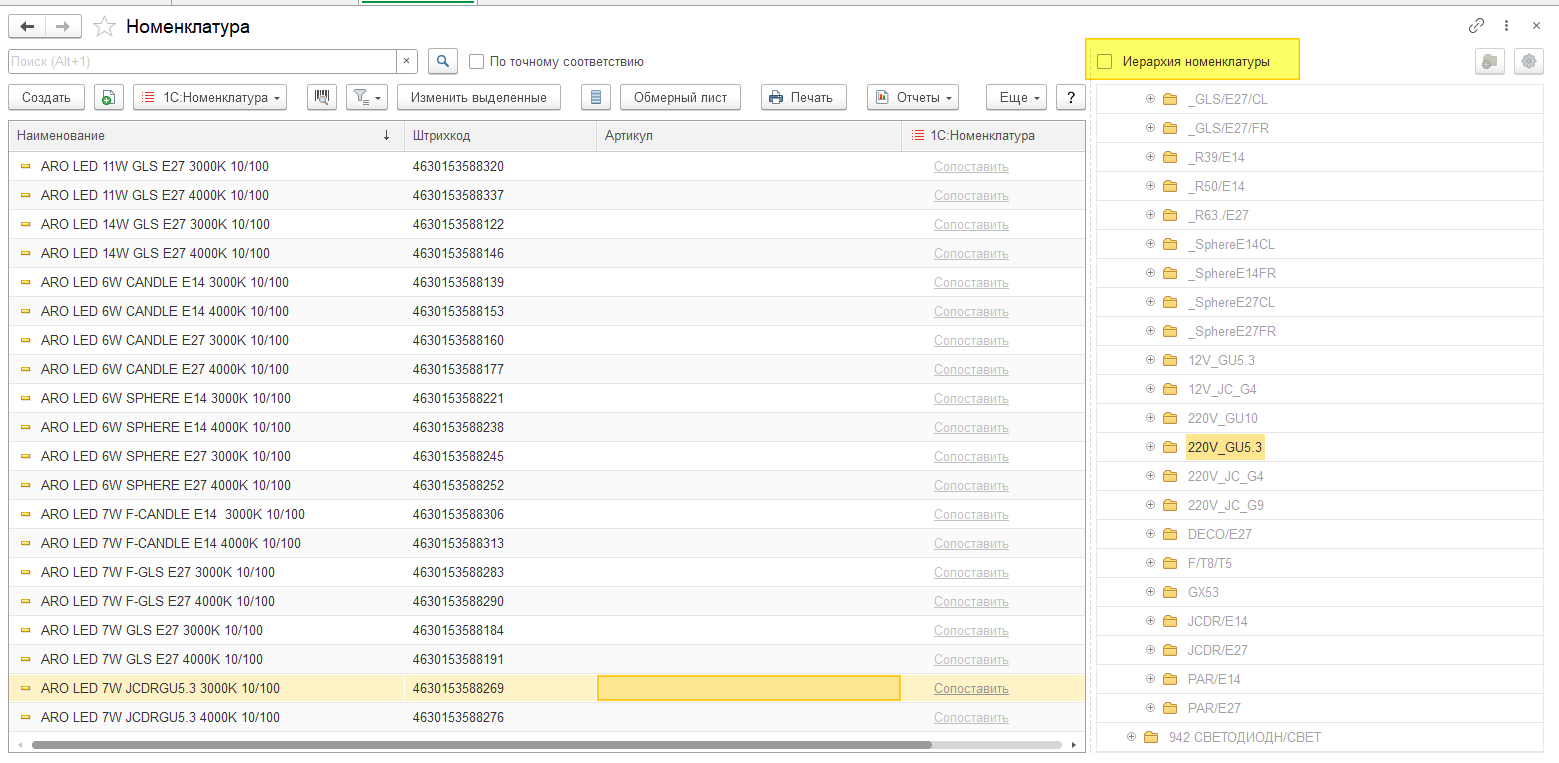 Номенклатура
Поиск (Alt+1) × По точному соответствию
Иерархия номенклатуры
Создать 1С:Номенклатура Изменить выделенные Обмерный лист Печать Отчеты Еще ?
Наименование ↓ Штрихкод Артикул 1С:Номенклатура
ARO LED 11W GLS E27 3000K 10/100 4630153588320 Сопоставить
ARO LED 11W GLS E27 4000K 10/100 4630153588337 Сопоставить
ARO LED 14W GLS E27 3000K 10/100 4630153588122 Сопоставить
ARO LED 14W GLS E27 4000K 10/100 4630153588146 Сопоставить
ARO LED 6W CANDLE E14 3000K 10/100 4630153588139 Сопоставить
ARO LED 6W CANDLE E14 4000K 10/100 4630153588153 Сопоставить
ARO LED 6W CANDLE E27 3000K 10/100 4630153588160 Сопоставить
ARO LED 6W CANDLE E27 4000K 10/100 4630153588177 Сопоставить
ARO LED 6W SPHERE E14 3000K 10/100 4630153588221 Сопоставить
ARO LED 6W SPHERE E14 4000K 10/100 4630153588238 Сопоставить
ARO LED 6W SPHERE E27 3000K 10/100 4630153588245 Сопоставить
ARO LED 6W SPHERE E27 4000K 10/100 4630153588252 Сопоставить
ARO LED 7W F-CANDLE E14  3000K 10/100 4630153588306 Сопоставить
ARO LED 7W F-CANDLE E14 4000K 10/100 4630153588313 Сопоставить
ARO LED 7W F-GLS E27 3000K 10/100 4630153588283 Сопоставить
ARO LED 7W F-GLS E27 4000K 10/100 4630153588290 Сопоставить
ARO LED 7W GLS E27 3000K 10/100 4630153588184 Сопоставить
ARO LED 7W GLS E27 4000K 10/100 4630153588191 Сопоставить
ARO LED 7W JCDRGU5.3 3000K 10/100 4630153588269 Сопоставить
ARO LED 7W JCDRGU5.3 4000K 10/100 4630153588276 Сопоставить
_GLS/E27/CL
_GLS/E27/FR
_R39/E14
_R50/E14
_R63./E27
_SphereE14CL
_SphereE14FR
_SphereE27CL
_SphereE27FR
12V_GU5.3
12V_JC_G4
220V_GU10
220V_GU5.3
220V_JC_G4
220V_JC_G9
DECO/E27
F/T8/T5
GX53
JCDR/E14
JCDR/E27
PAR/E14
PAR/E27
942 СВЕТОДИОДН/СВЕТ